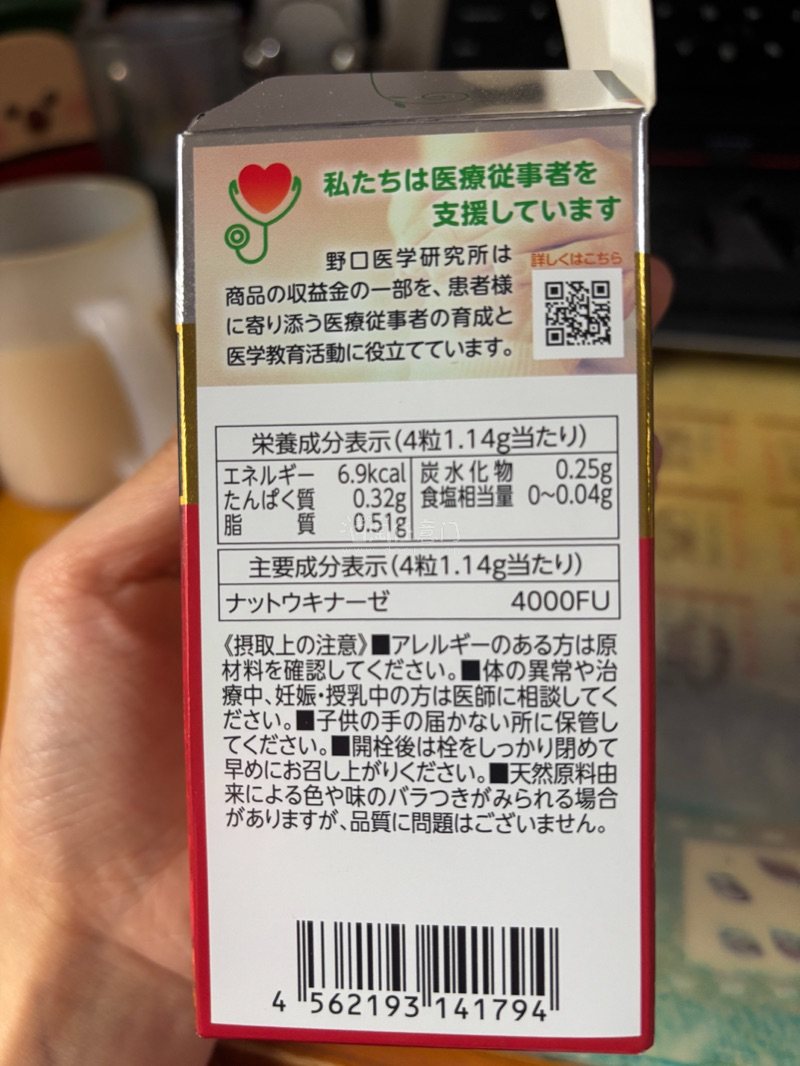 私たちは医療従事者を
支援しています
野口医学研究所は
商品の収益金の一部を、患者様
に寄り添う医療従事者の育成と
医学教育活動に役立てています。
詳しくはこちら
栄養成分表示(4粒1.14g当たり)
エネルギー 6.9kcal 炭水化物 0.25g
たんぱく質 0.32g 食塩相当量 0~0.04g
脂質 0.51g
主要成分表示(4粒1.14g当たり)
ナットウキナーゼ 4000FU
《摂取上の注意》■アレルギーのある方は原
材料を確認してください。■体の異常や治
療中、妊娠・授乳中の方は医師に相談してく
ださい。■子供の手の届かない所に保管し
てください。■開栓後は栓をしっかり閉めて
早めにお召し上がりください。■天然原料由
来による色や味のバラつきがみられる場合
がありますが、品質に問題はございません。
4 562193 141794